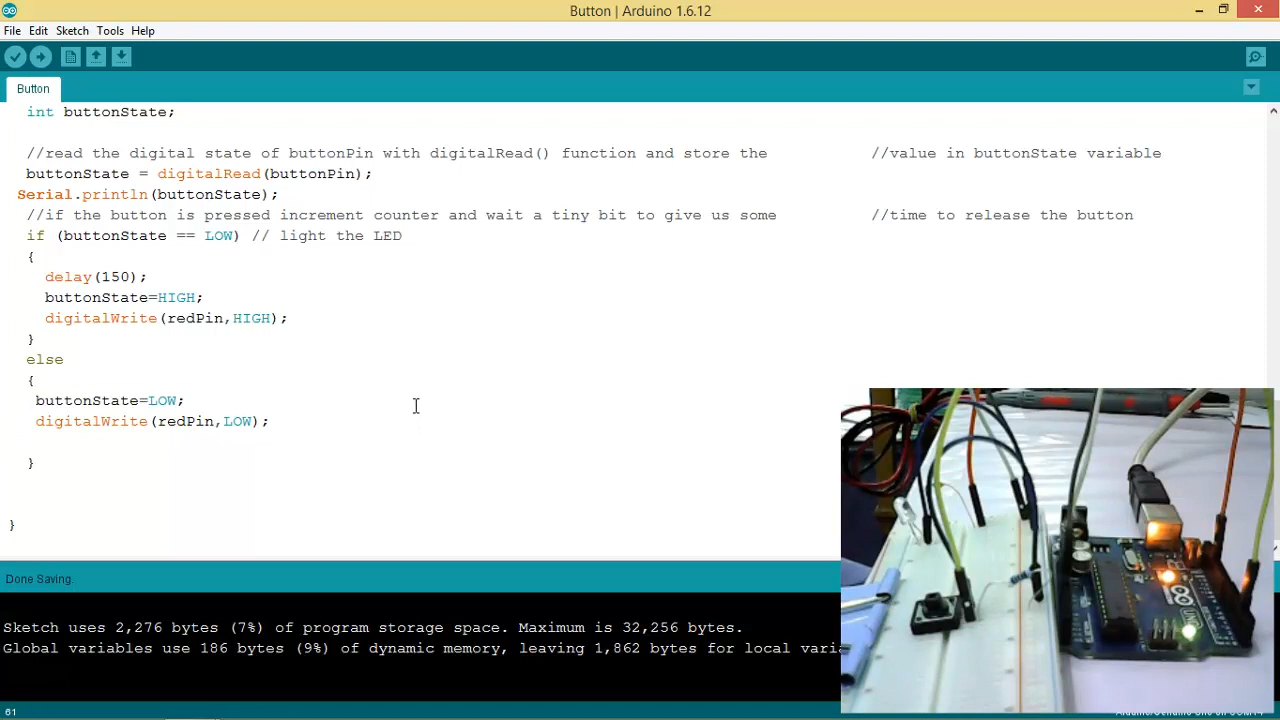 Button | Arduino 1.6.12
File Edit Sketch Tools Help
Button
int buttonState;
//read the digital state of buttonPin with digitalRead() function and store the //value in buttonState variable
buttonState = digitalRead(buttonPin);
Serial.println(buttonState);
//if the button is pressed increment counter and wait a tiny bit to give us some //time to release the button
if (buttonState == LOW) // light the LED
{
delay(150);
buttonState=HIGH;
digitalWrite(redPin,HIGH);
}
else
{
buttonState=LOW;
digitalWrite(redPin,LOW);
}
}
Done Saving.
Sketch uses 2,276 bytes (7%) of program storage space. Maximum is 32,256 bytes.
Global variables use 186 bytes (9%) of dynamic memory, leaving 1,862 bytes for local
61